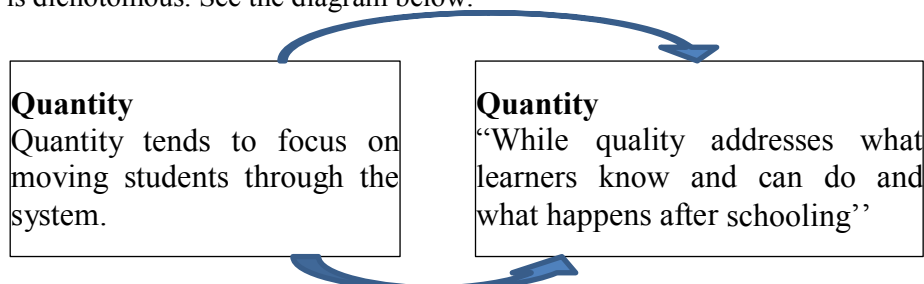 is dichotomous. See the diagram below.
Quantity
Quantity tends to focus on
moving students through the
system.
Quantity
“While quality addresses what
learners know and can do and
what happens after schooling’’